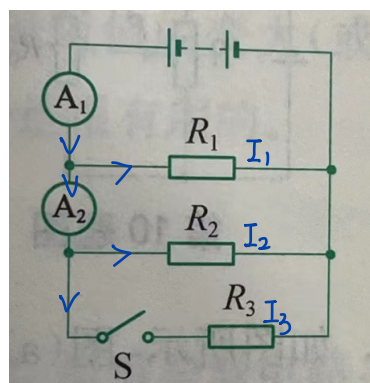 A₁
R₁ I₁
A₂
R₂ I₂
R₃ I₃
S